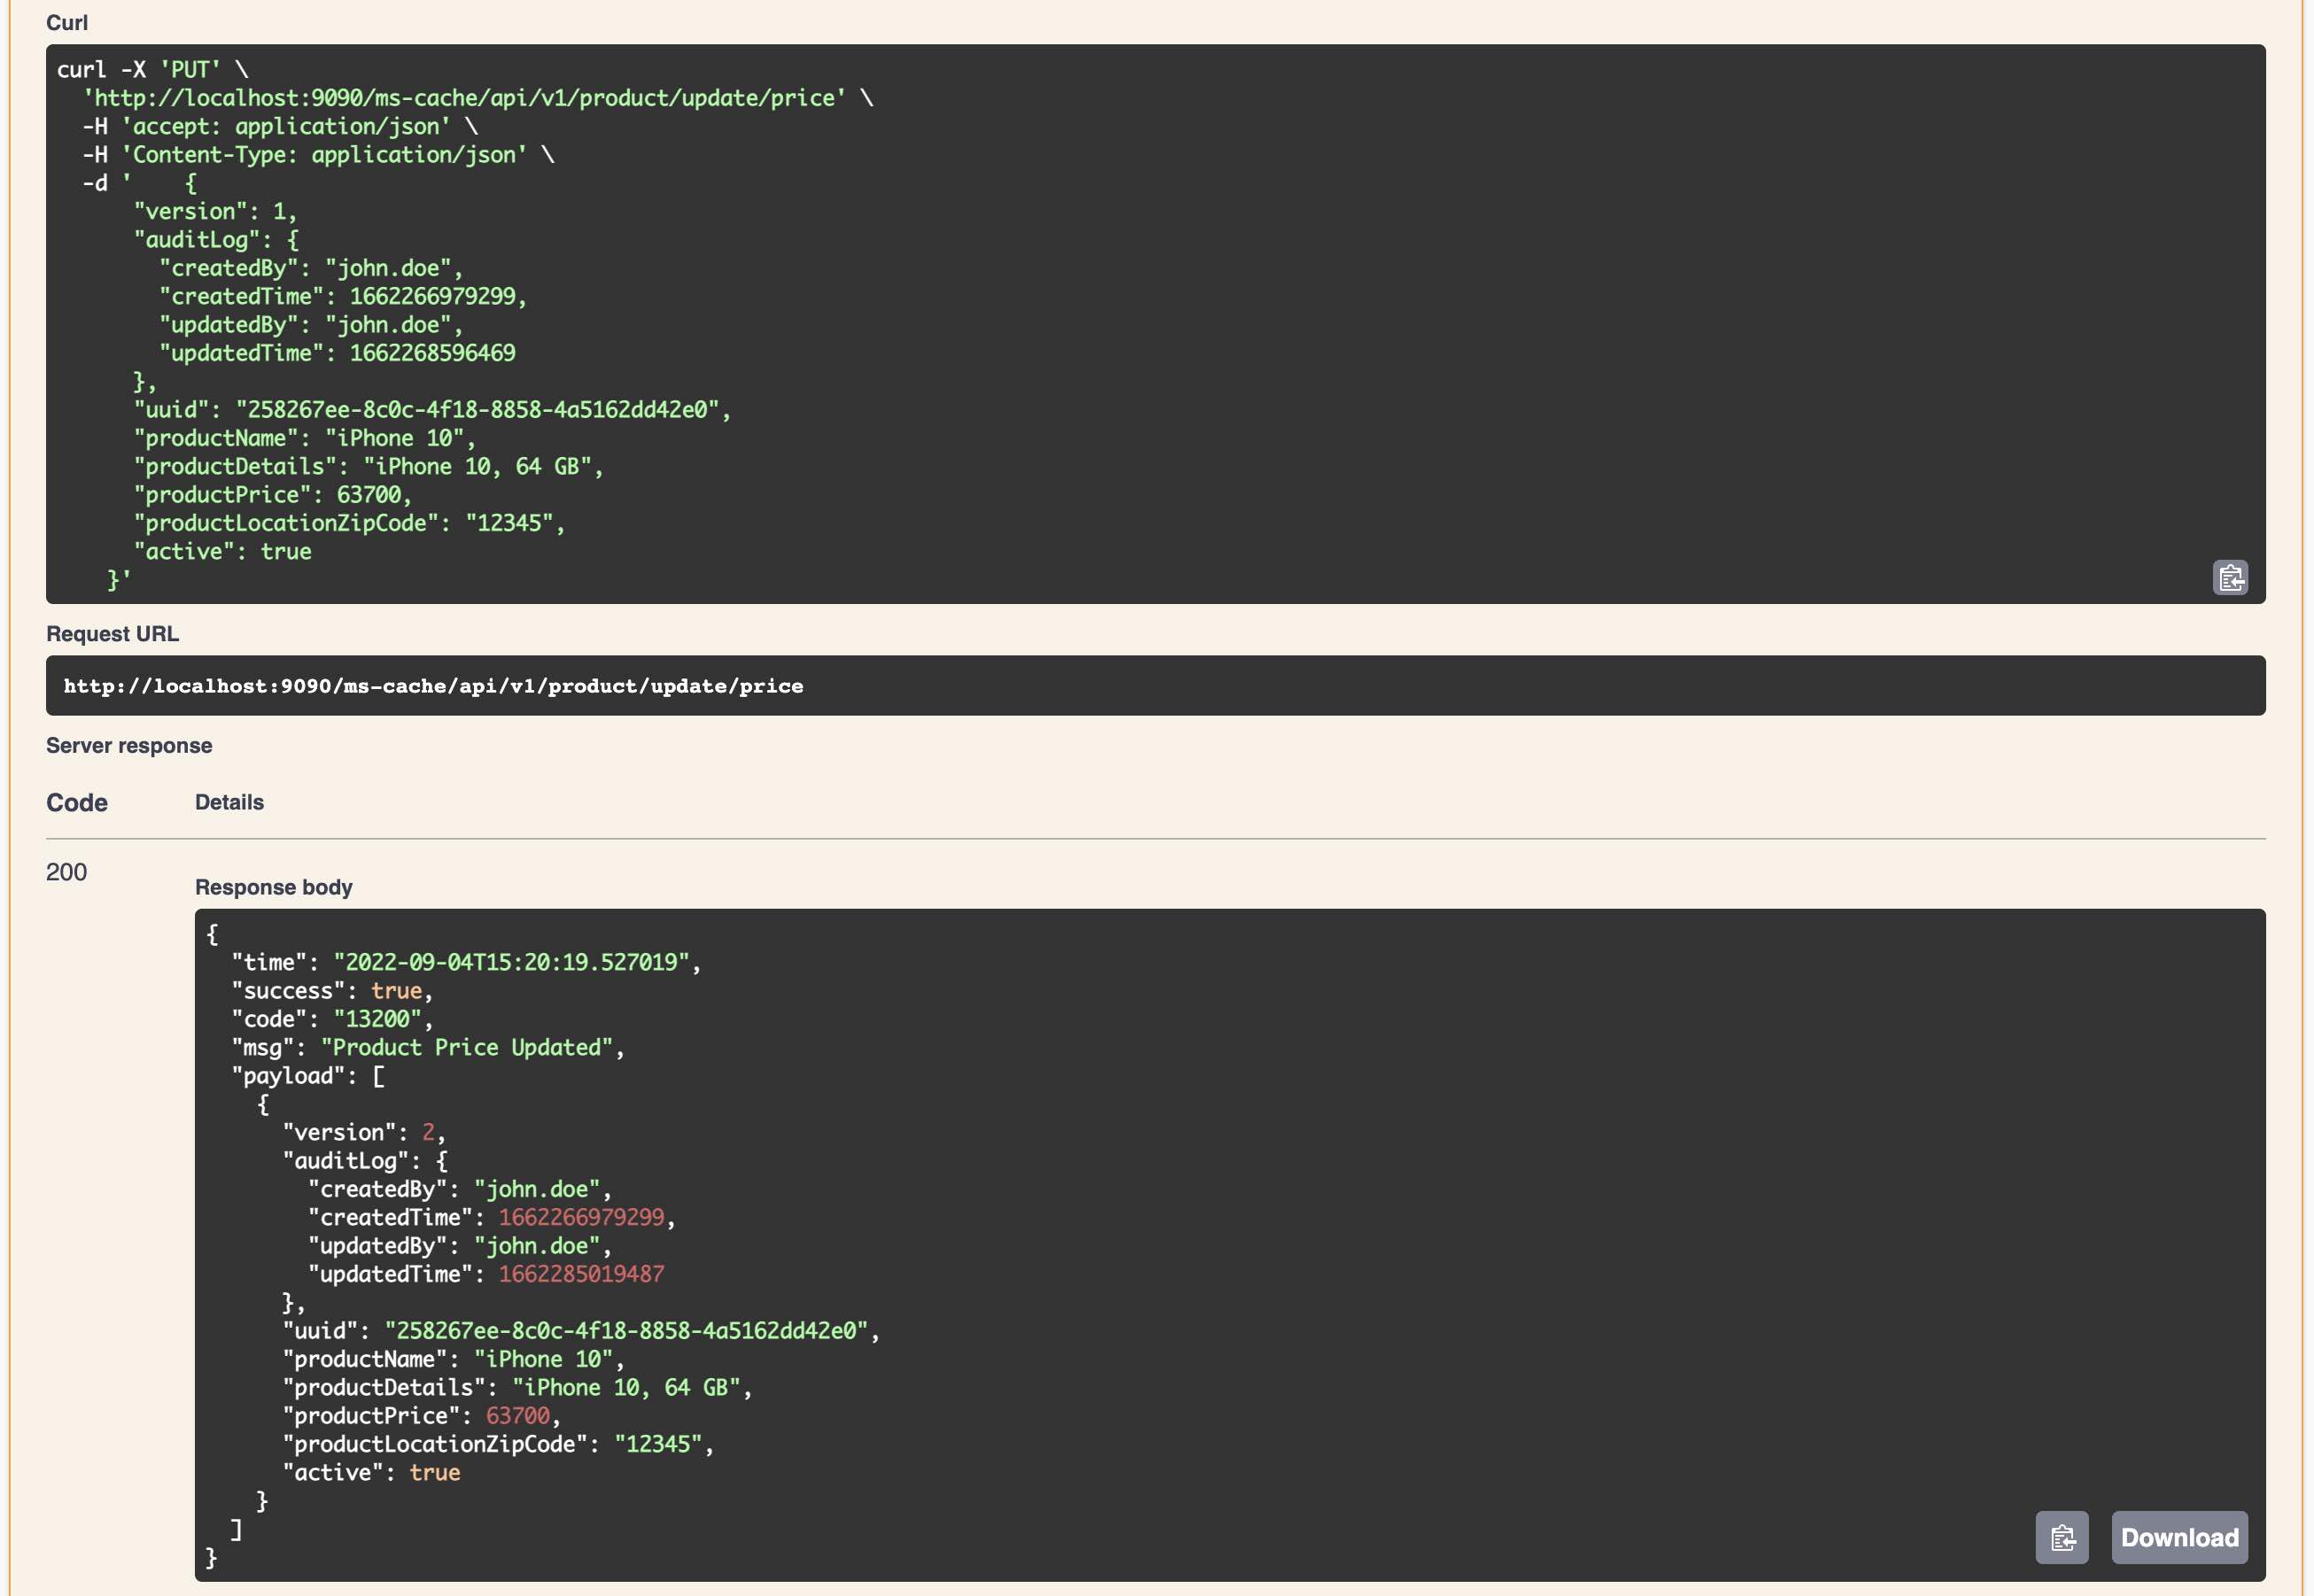 Curl
curl -X 'PUT' \
  'http://localhost:9090/ms-cache/api/v1/product/update/price' \
  -H 'accept: application/json' \
  -H 'Content-Type: application/json' \
  -d '    {
      "version": 1,
      "auditLog": {
        "createdBy": "john.doe",
        "createdTime": 1662266979299,
        "updatedBy": "john.doe",
        "updatedTime": 1662268596469
      },
      "uuid": "258267ee-8c0c-4f18-8858-4a5162dd42e0",
      "productName": "iPhone 10",
      "productDetails": "iPhone 10, 64 GB",
      "productPrice": 63700,
      "productLocationZipCode": "12345",
      "active": true
    }'
Request URL
http://localhost:9090/ms-cache/api/v1/product/update/price
Server response
Code Details
200
Response body
{
  "time": "2022-09-04T15:20:19.527019",
  "success": true,
  "code": "13200",
  "msg": "Product Price Updated",
  "payload": [
    {
      "version": 2,
      "auditLog": {
        "createdBy": "john.doe",
        "createdTime": 1662266979299,
        "updatedBy": "john.doe",
        "updatedTime": 1662285019487
      },
      "uuid": "258267ee-8c0c-4f18-8858-4a5162dd42e0",
      "productName": "iPhone 10",
      "productDetails": "iPhone 10, 64 GB",
      "productPrice": 63700,
      "productLocationZipCode": "12345",
      "active": true
    }
  ]
}
Download